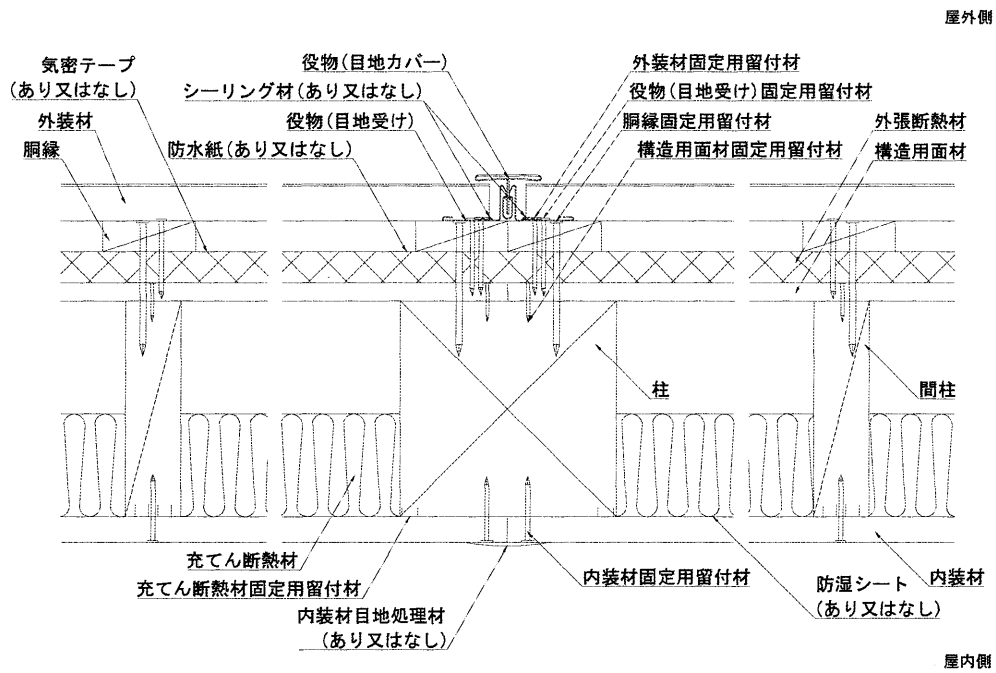 屋外側
気密テープ
(あり又はなし)
外装材
胴縁
役物(目地カバー)
シーリング材(あり又はなし)
役物(目地受け)
防水紙(あり又はなし)
外装材固定用留付材
役物(目地受け)固定用留付材
胴縁固定用留付材
構造用面材固定用留付材
外張断熱材
構造用面材
柱
間柱
充てん断熱材
充てん断熱材固定用留付材
内装材目地処理材
(あり又はなし)
内装材固定用留付材
防湿シート
(あり又はなし)
内装材
屋内側